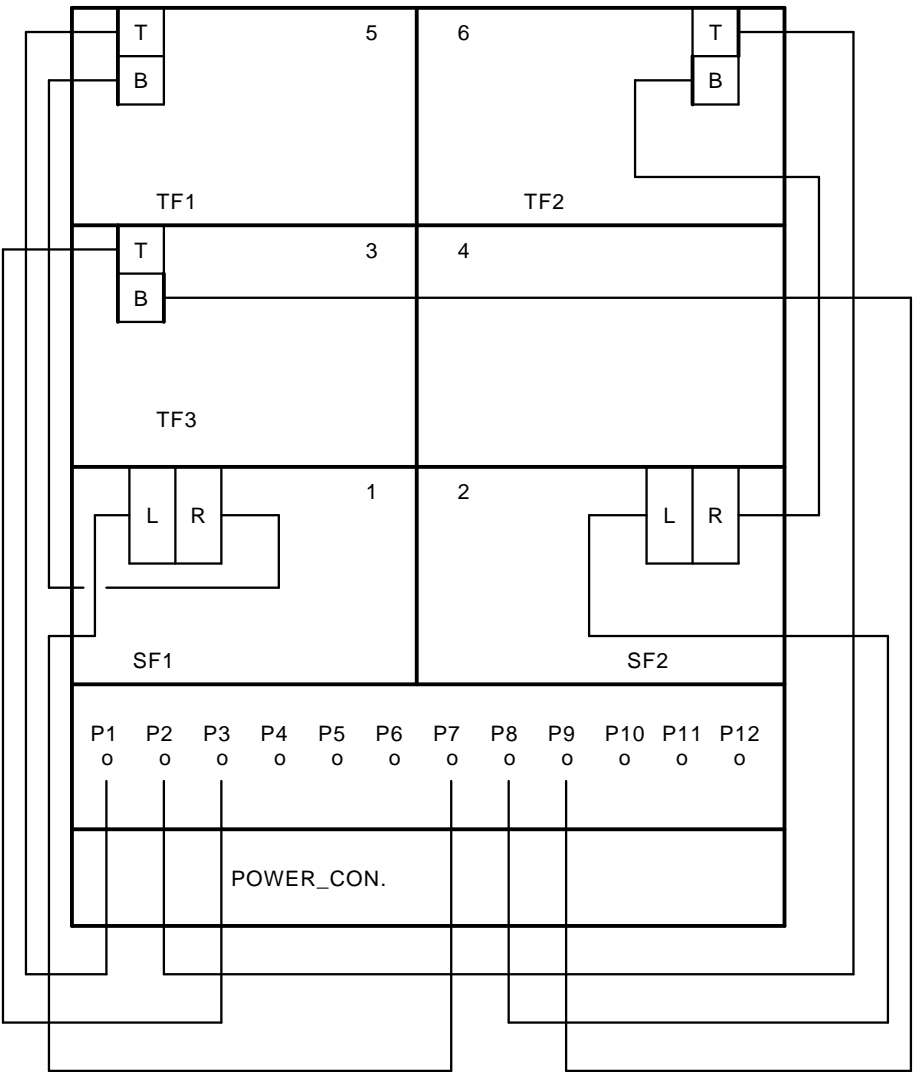 T 5 6 T
B B
TF1 TF2
T 3 4
B
TF3
1 2
L R L R
SF1 SF2
P1 P2 P3 P4 P5 P6 P7 P8 P9 P10 P11 P12
o o o o o o o o o o o o
POWER_CON.